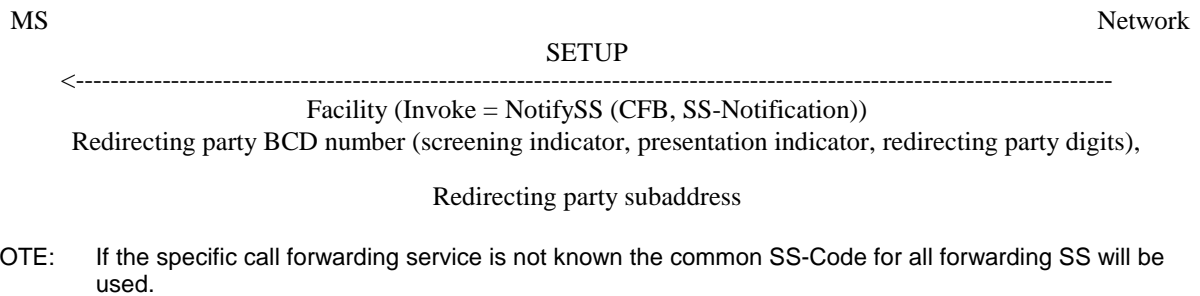 MS Network
SETUP
<------------------------------------------------------------------------------------------------------------------------
Facility (Invoke = NotifySS (CFB, SS-Notification))
Redirecting party BCD number (screening indicator, presentation indicator, redirecting party digits),
Redirecting party subaddress
OTE: If the specific call forwarding service is not known the common SS-Code for all forwarding SS will be
used.